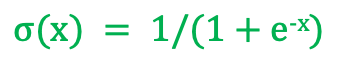 σ(x) = 1/(1 + e⁻ˣ)